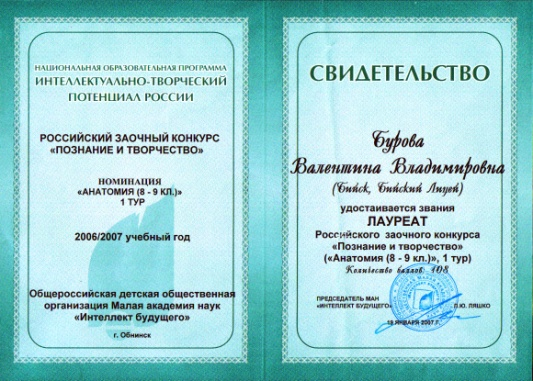 НАЦИОНАЛЬНАЯ ОБРАЗОВАТЕЛЬНАЯ ПРОГРАММА
ИНТЕЛЛЕКТУАЛЬНО-ТВОРЧЕСКИЙ
ПОТЕНЦИАЛ РОССИИ
РОССИЙСКИЙ ЗАОЧНЫЙ КОНКУРС
«ПОЗНАНИЕ И ТВОРЧЕСТВО»
НОМИНАЦИЯ
«АНАТОМИЯ (8 - 9 КЛ.)»
1 ТУР
2006/2007 учебный год
Общероссийская детская общественная
организация Малая академия наук
«Интеллект будущего»
г. Обнинск
СВИДЕТЕЛЬСТВО
Бурова
Валентина Владимировна
(Бийск, Бийский Лицей)
удостаивается звания
ЛАУРЕАТ
Российского заочного конкурса
«Познание и творчество»
(«Анатомия (8 - 9 кл.)», 1 тур)
Количество баллов: 108
ПРЕДСЕДАТЕЛЬ МАН
«ИНТЕЛЛЕКТ БУДУЩЕГО» Л.Ю. ЛЯШКО
ЯНВАРЯ 2007 г.